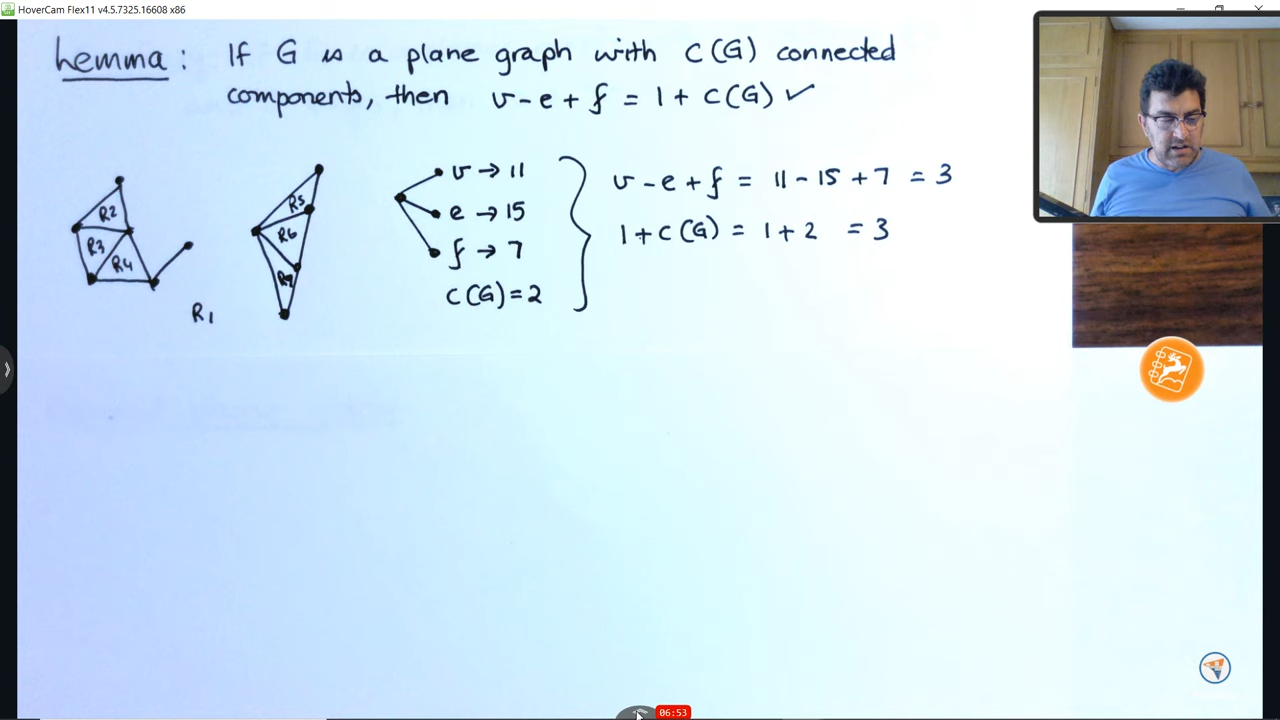 HoverCam Flex11 v4.5.7325.16608 x86
Lemma: If G is a plane graph with C(G) connected
components, then v - e + f = 1 + C(G) ✓
R2
R3
R4
R1
R5
R6
v → 11
e → 15
f → 7
C(G) = 2
v - e + f = 11 - 15 + 7 = 3
1 + C(G) = 1 + 2 = 3
06:53